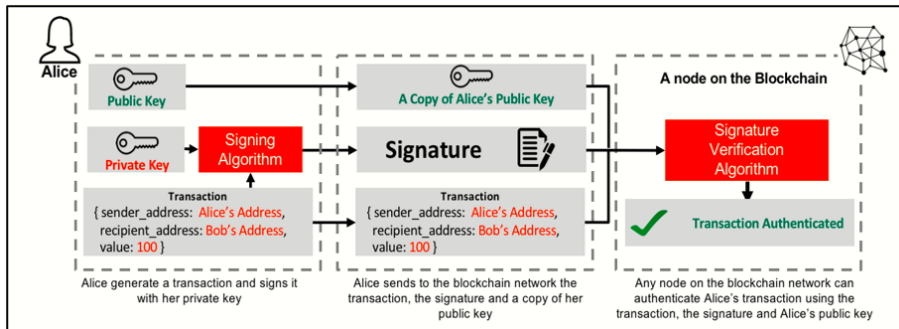 Alice
Public Key
Private Key
Signing
Algorithm
Transaction
{ sender_address: Alice's Address,
recipient_address: Bob's Address,
value: 100 }
Alice generate a transaction and signs it
with her private key
A Copy of Alice's Public Key
Signature
Transaction
{ sender_address: Alice's Address,
recipient_address: Bob's Address,
value: 100 }
Alice sends to the blockchain network the
transaction, the signature and a copy of her
public key
A node on the Blockchain
Signature
Verification
Algorithm
Transaction Authenticated
Any node on the blockchain network can
authenticate Alice's transaction using the
transaction, the signature and Alice's public key